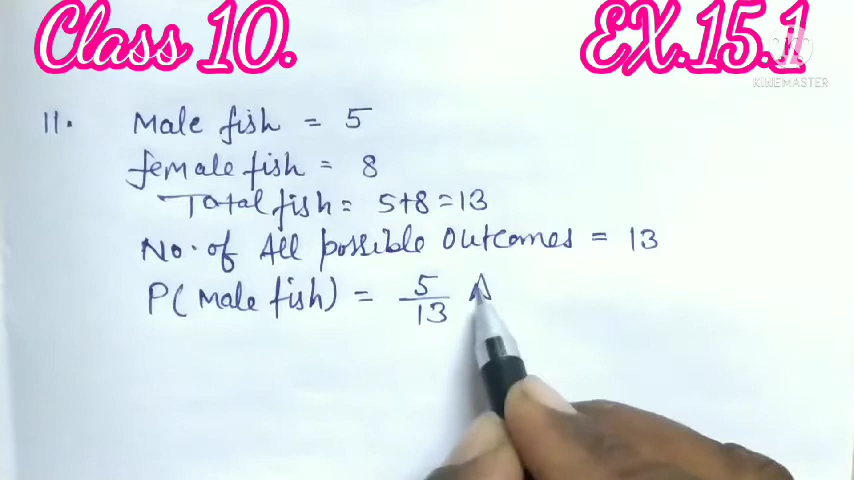 Class 10. EX.15.1
KINEMASTER
11. Male fish = 5
female fish = 8
Total fish = 5+8=13
No. of All possible Outcomes = 13
P(Male fish) = 5/13 A